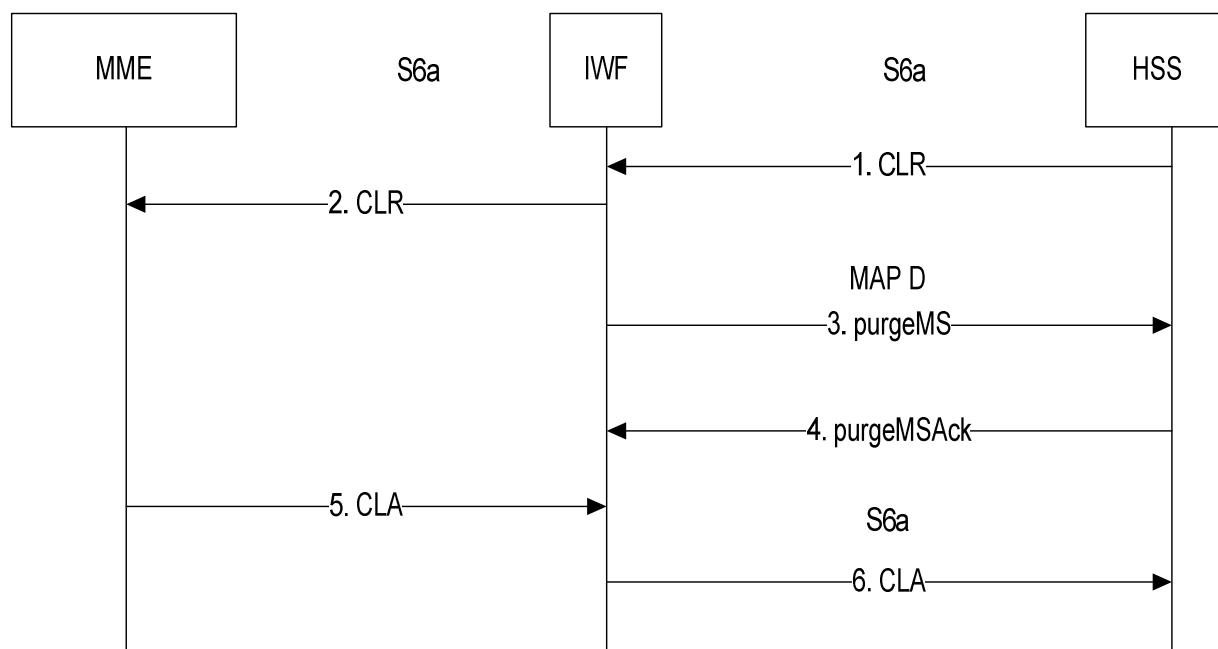 MME
S6a
IWF
S6a
HSS
1. CLR
2. CLR
MAP D
3. purgeMS
4. purgeMSAck
5. CLA
S6a
6. CLA